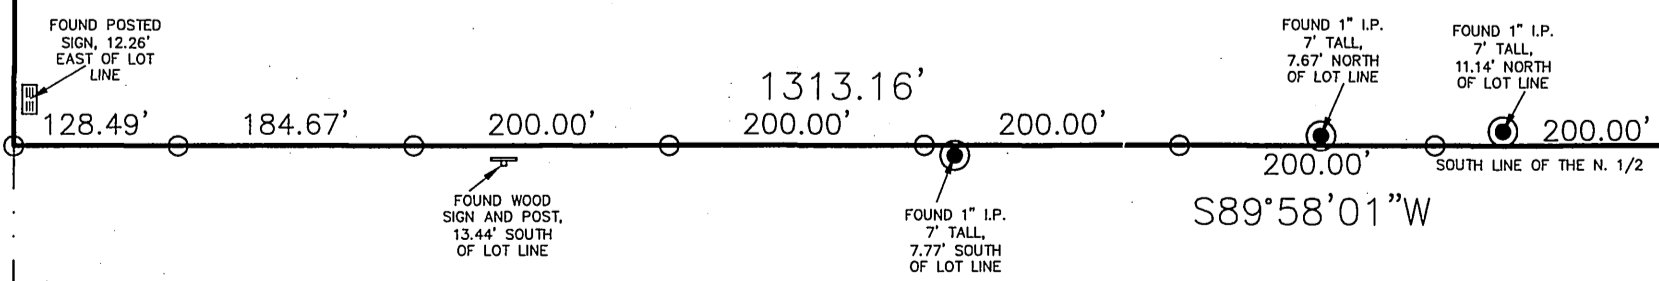 FOUND POSTED
SIGN, 12.26'
EAST OF LOT
LINE
FOUND 1" I.P.
7' TALL,
7.67' NORTH
OF LOT LINE
FOUND 1" I.P.
7' TALL,
11.14' NORTH
OF LOT LINE
1313.16'
128.49'
184.67'
200.00'
200.00'
200.00'
200.00'
200.00'
SOUTH LINE OF THE N. 1/2
S89°58'01"W
FOUND WOOD
SIGN AND POST,
13.44' SOUTH
OF LOT LINE
FOUND 1" I.P.
7' TALL,
7.77' SOUTH
OF LOT LINE